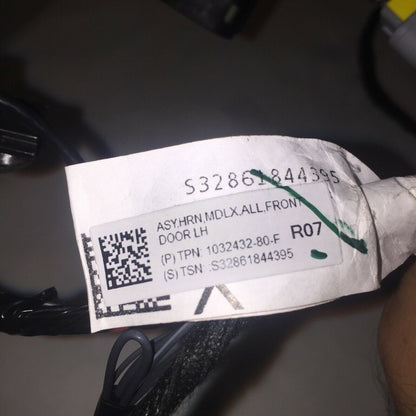 S32861844395
ASY,HRN,MDLX,ALL,FRONT
DOOR LH
R07
(P) TPN: 1032432-80-F
(S) TSN: .S32861844395